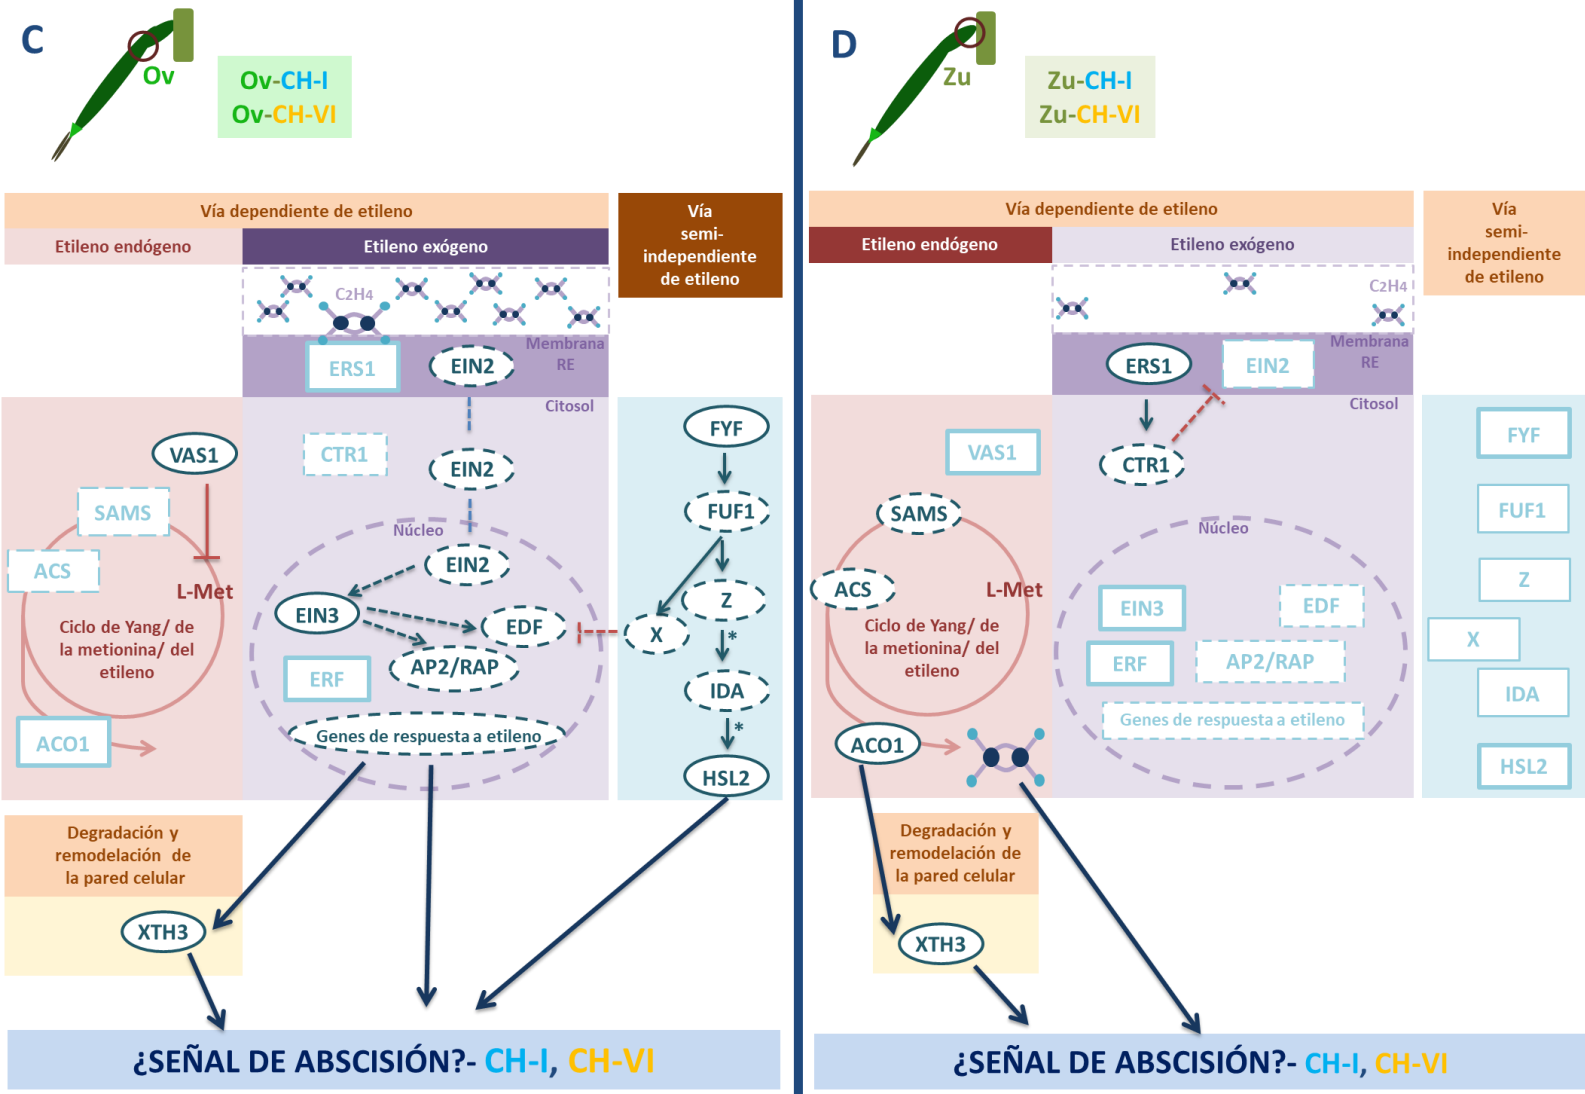 C
Ov
Ov-CH-I
Ov-CH-VI
Vía dependiente de etileno
Etileno endógeno
Etileno exógeno
Vía
semi-
independiente
de etileno
C2H4
Membrana
RE
ERS1
EIN2
Citosol
VAS1
CTR1
EIN2
FYF
SAMS
FUF1
Núcleo
ACS
EIN2
L-Met
Z
EIN3
EDF
X
*
Ciclo de Yang/ de
la metionina/ del
etileno
AP2/RAP
ERF
IDA
*
ACO1
Genes de respuesta a etileno
HSL2
Degradación y
remodelación de
la pared celular
XTH3
¿SEÑAL DE ABSCISIÓN?- CH-I, CH-VI
D
Zu
Zu-CH-I
Zu-CH-VI
Vía dependiente de etileno
Etileno endógeno
Etileno exógeno
Vía
semi-
independiente
de etileno
C2H4
Membrana
RE
ERS1
EIN2
Citosol
VAS1
CTR1
FYF
SAMS
FUF1
Núcleo
ACS
L-Met
Z
EIN3
EDF
Ciclo de Yang/ de
la metionina/ del
etileno
X
ERF
AP2/RAP
IDA
Genes de respuesta a etileno
ACO1
HSL2
Degradación y
remodelación de
la pared celular
XTH3
¿SEÑAL DE ABSCISIÓN?- CH-I, CH-VI